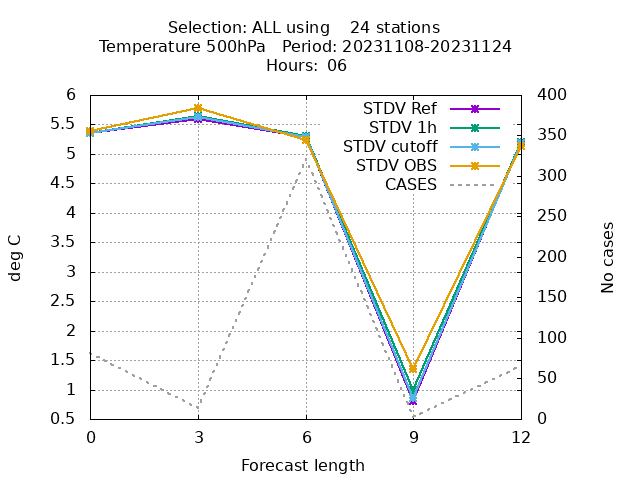 Selection: ALL using    24 stations
Temperature 500hPa   Period: 20231108-20231124
Hours:  06
6
5.5
5
4.5
4
3.5
3
2.5
2
1.5
1
0.5
deg C
STDV Ref
STDV 1h
STDV cutoff
STDV OBS
CASES
400
350
300
250
200
150
100
50
0
No cases
0 3 6 9 12
Forecast length